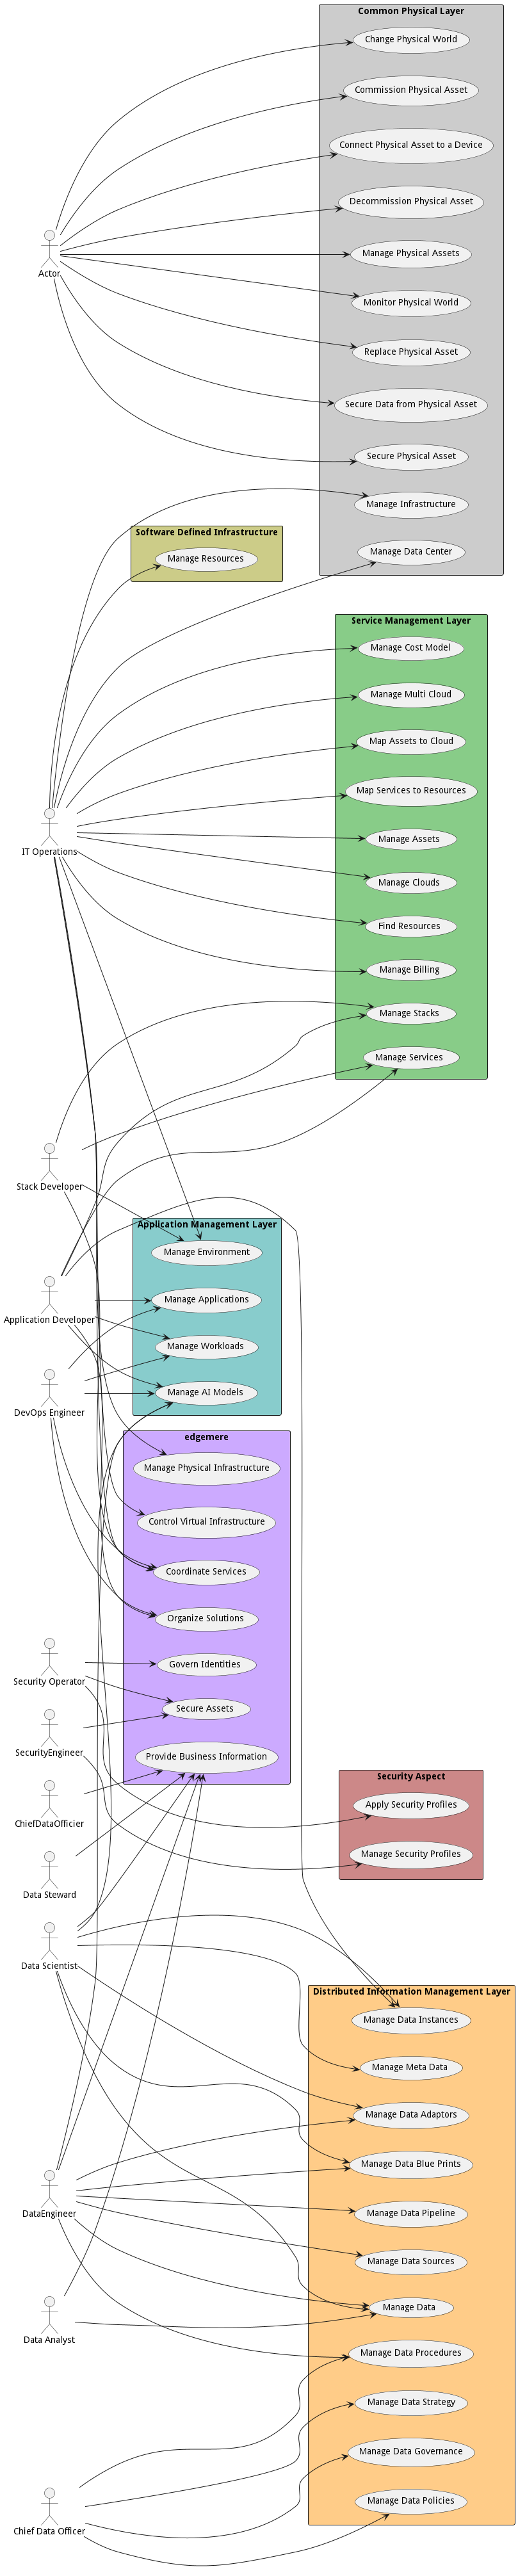 Common Physical Layer
Change Physical World
Commission Physical Asset
Connect Physical Asset to a Device
Decommission Physical Asset
Manage Physical Assets
Actor
Monitor Physical World
Replace Physical Asset
Secure Data from Physical Asset
Secure Physical Asset
Manage Infrastructure
Software Defined Infrastructure
Manage Data Center
Manage Resources
Service Management Layer
Manage Cost Model
Manage Multi Cloud
Map Assets to Cloud
Map Services to Resources
Manage Assets
IT Operations
Manage Clouds
Find Resources
Manage Billing
Manage Stacks
Manage Services
Stack Developer
Application Management Layer
Manage Environment
Manage Applications
Application Developer
Manage Workloads
Manage AI Models
DevOps Engineer
edgemere
Manage Physical Infrastructure
Control Virtual Infrastructure
Coordinate Services
Organize Solutions
Govern Identities
Security Operator
Secure Assets
SecurityEngineer
Provide Business Information
Security Aspect
Apply Security Profiles
ChiefDataOfficier
Manage Security Profiles
Data Steward
Data Scientist
Distributed Information Management Layer
Manage Data Instances
Manage Meta Data
Manage Data Adaptors
Manage Data Blue Prints
DataEngineer
Manage Data Pipeline
Manage Data Sources
Manage Data
Data Analyst
Manage Data Procedures
Manage Data Strategy
Manage Data Governance
Manage Data Policies
Chief Data Officer